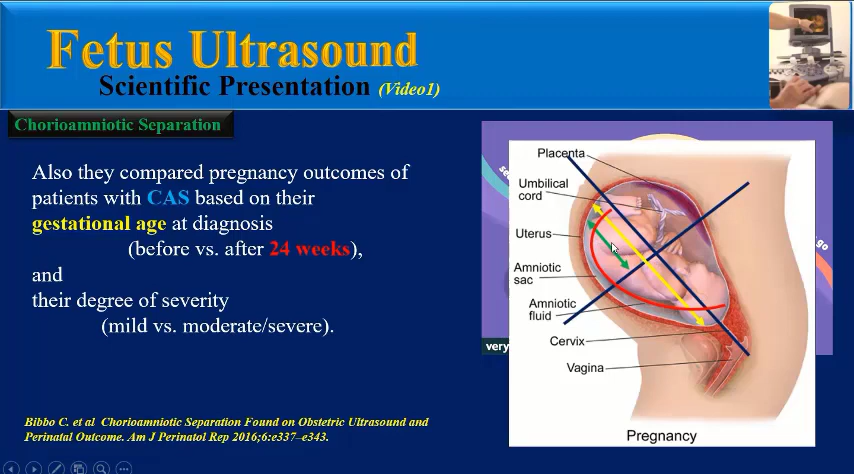 Fetus Ultrasound
Scientific Presentation (Video1)
Chorioamniotic Separation
Also they compared pregnancy outcomes of
patients with CAS based on their
gestational age at diagnosis
(before vs. after 24 weeks),
and
their degree of severity
(mild vs. moderate/severe).
Bibbo C. et al Chorioamniotic Separation Found on Obstetric Ultrasound and
Perinatal Outcome. Am J Perinatol Rep 2016;6:e337–e343.
Placenta
Umbilical
cord
Uterus
Amniotic
sac
Amniotic
fluid
Cervix
Vagina
Pregnancy
very
go